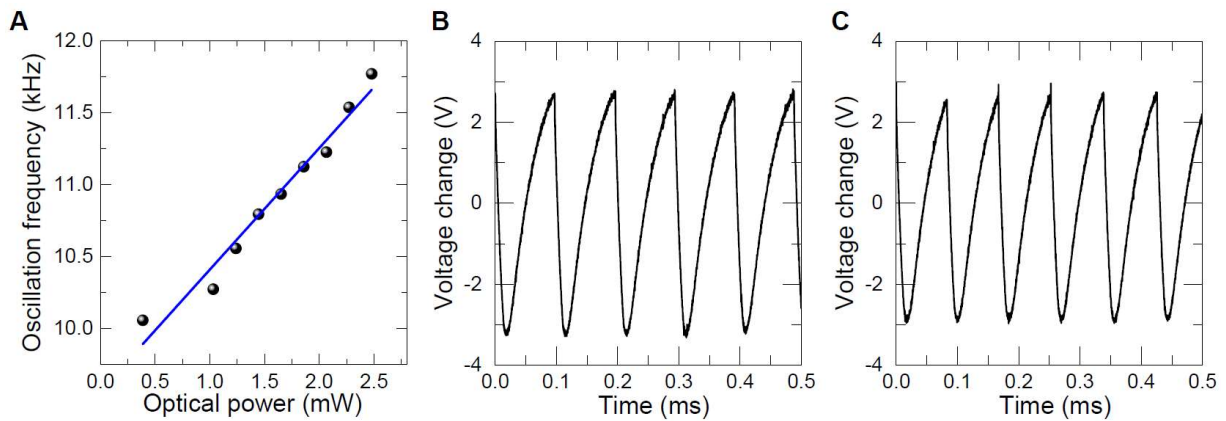 A
Oscillation frequency (kHz)
12.0
11.5
11.0
10.5
10.0
0.0 0.5 1.0 1.5 2.0 2.5
Optical power (mW)
B
Voltage change (V)
4
2
0
-2
-4
0.0 0.1 0.2 0.3 0.4 0.5
Time (ms)
C
Voltage change (V)
4
2
0
-2
-4
0.0 0.1 0.2 0.3 0.4 0.5
Time (ms)